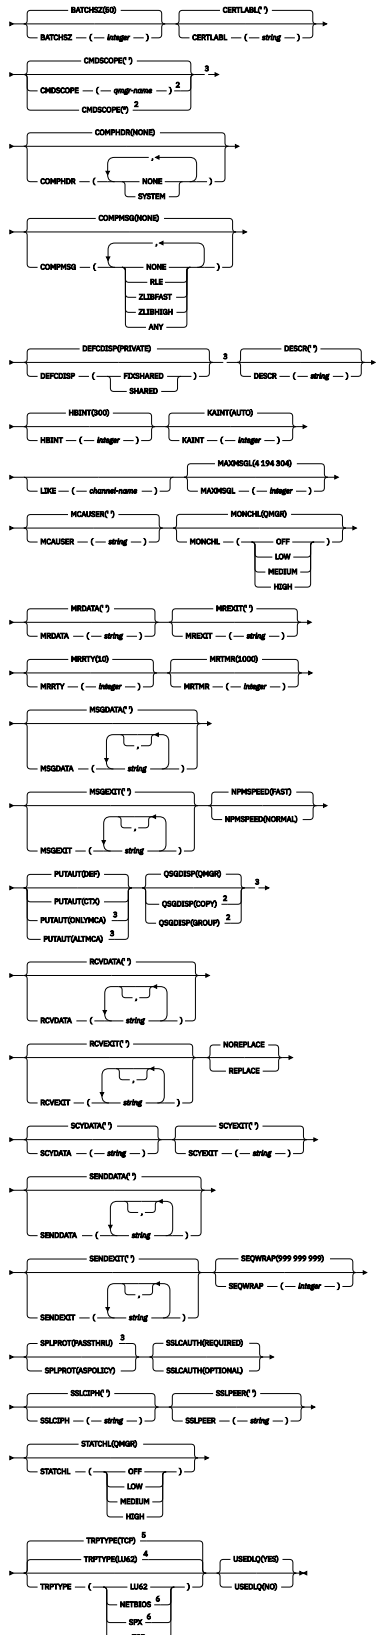 BATCHSZ(50) CERTLABL(' ')
BATCHSZ ( integer ) CERTLABL ( string )
CMDSCOPE(' ')
CMDSCOPE ( qmgr-name ) 2 3
CMDSCOPE(*) 2
COMPHDR(NONE)
,
COMPHDR ( NONE )
SYSTEM
COMPMSG(NONE)
,
COMPMSG ( NONE )
RLE
ZLIBFAST
ZLIBHIGH
ANY
DEFCDISP(PRIVATE) 3 DESCR(' ')
DEFCDISP ( FIXSHARED ) DESCR ( string )
SHARED
HBINT(300) KAINT(AUTO)
HBINT ( integer ) KAINT ( integer )
MAXMSGL(4 194 304)
LIKE ( channel-name ) MAXMSGL ( integer )
MCAUSER(' ') MONCHL(QMGR)
MCAUSER ( string ) MONCHL ( OFF )
LOW
MEDIUM
HIGH
MRDATA(' ') MREXIT(' ')
MRDATA ( string ) MREXIT ( string )
MRRTY(10) MRTMR(1000)
MRRTY ( integer ) MRTMR ( integer )
MSGDATA(' ')
,
MSGDATA ( string )
MSGEXIT(' ') NPMSPEED(FAST)
, NPMSPEED(NORMAL)
MSGEXIT ( string )
PUTAUT(DEF) QSGDISP(QMGR) 3
PUTAUT(CTX) QSGDISP(COPY) 2
PUTAUT(ONLYMCA) 3 QSGDISP(GROUP) 2
PUTAUT(ALTMCA) 3
RCVDATA(' ')
,
RCVDATA ( string )
RCVEXIT(' ') NOREPLACE
, REPLACE
RCVEXIT ( string )
SCYDATA(' ') SCYEXIT(' ')
SCYDATA ( string ) SCYEXIT ( string )
SENDDATA(' ')
,
SENDDATA ( string )
SENDEXIT(' ') SEQWRAP(999 999 999)
, SEQWRAP ( integer )
SENDEXIT ( string )
SPLPROT(PASSTHRU) 3 SSLCAUTH(REQUIRED)
SPLPROT(ASPOLICY) SSLCAUTH(OPTIONAL)
SSLCIPH(' ') SSLPEER(' ')
SSLCIPH ( string ) SSLPEER ( string )
STATCHL(QMGR)
STATCHL ( OFF )
LOW
MEDIUM
HIGH
TRPTYPE(TCP) 5
TRPTYPE(LU62) 4 USEDLQ(YES)
TRPTYPE ( LU62 ) USEDLQ(NO)
NETBIOS 6
SPX 6